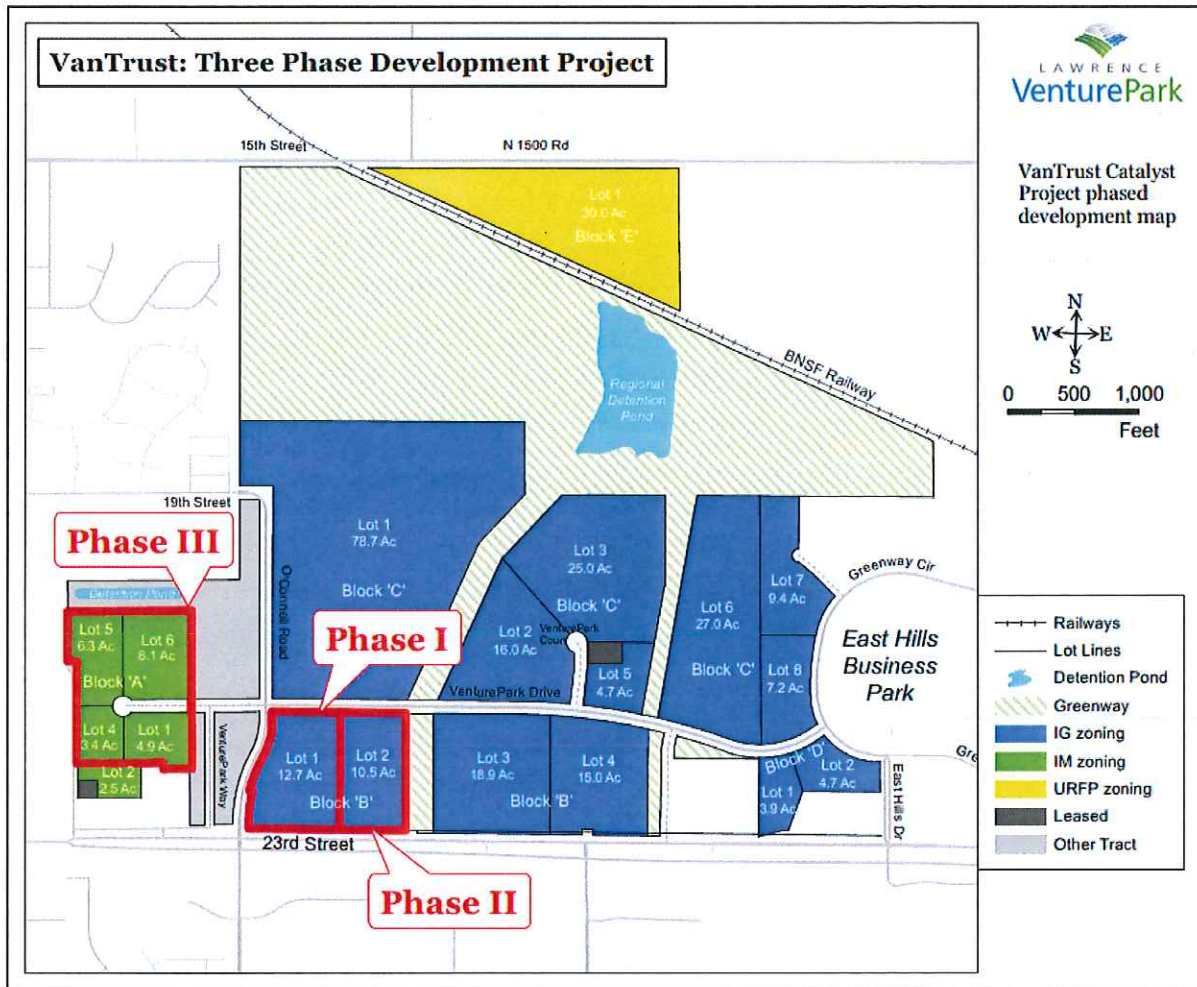 VanTrust: Three Phase Development Project
LAWRENCE
VenturePark
VanTrust Catalyst
Project phased
development map
N
W E
S
0 500 1,000
Feet
15th Street
N 1500 Rd
Lot 1
30.0 Ac
Block 'E'
BNSF Railway
Regional
Detention
Pond
19th Street
Phase III
Detention Pond
Lot 5
6.3 Ac
Lot 6
8.1 Ac
Block 'A'
Lot 4
3.4 Ac
Lot 1
4.9 Ac
Lot 2
2.5 Ac
O'Connell Road
VenturePark Way
Lot 1
78.7 Ac
Block 'C'
Phase I
Lot 3
25.0 Ac
Block 'C'
Lot 2
16.0 Ac
VenturePark
Court
Lot 5
4.7 Ac
VenturePark Drive
Lot 6
27.0 Ac
Block 'C'
Lot 7
9.4 Ac
Lot 8
7.2 Ac
Greenway Cir
East Hills
Business
Park
Lot 1
12.7 Ac
Lot 2
10.5 Ac
Block 'B'
Lot 3
18.9 Ac
Lot 4
Block 'B'
Block 'D'
Lot 1
3.9 Ac
Lot 2
4.7 Ac
East Hills Dr
Gre
23rd Street
Phase II
Railways
Lot Lines
Detention Pond
Greenway
IG zoning
IM zoning
URFP zoning
Leased
Other Tract